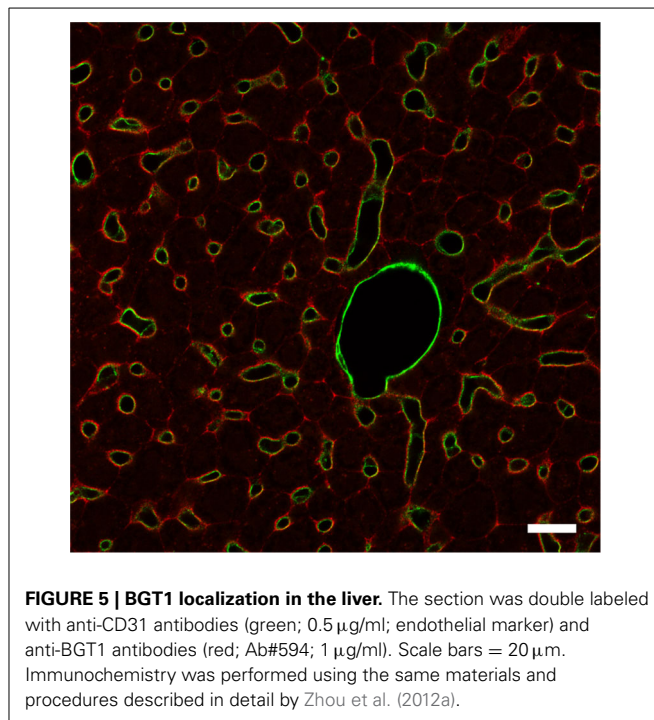 FIGURE 5 | BGT1 localization in the liver. The section was double labeled
with anti-CD31 antibodies (green; 0.5 μg/ml; endothelial marker) and
anti-BGT1 antibodies (red; Ab#594; 1 μg/ml). Scale bars = 20 μm.
Immunochemistry was performed using the same materials and
procedures described in detail by Zhou et al. (2012a).